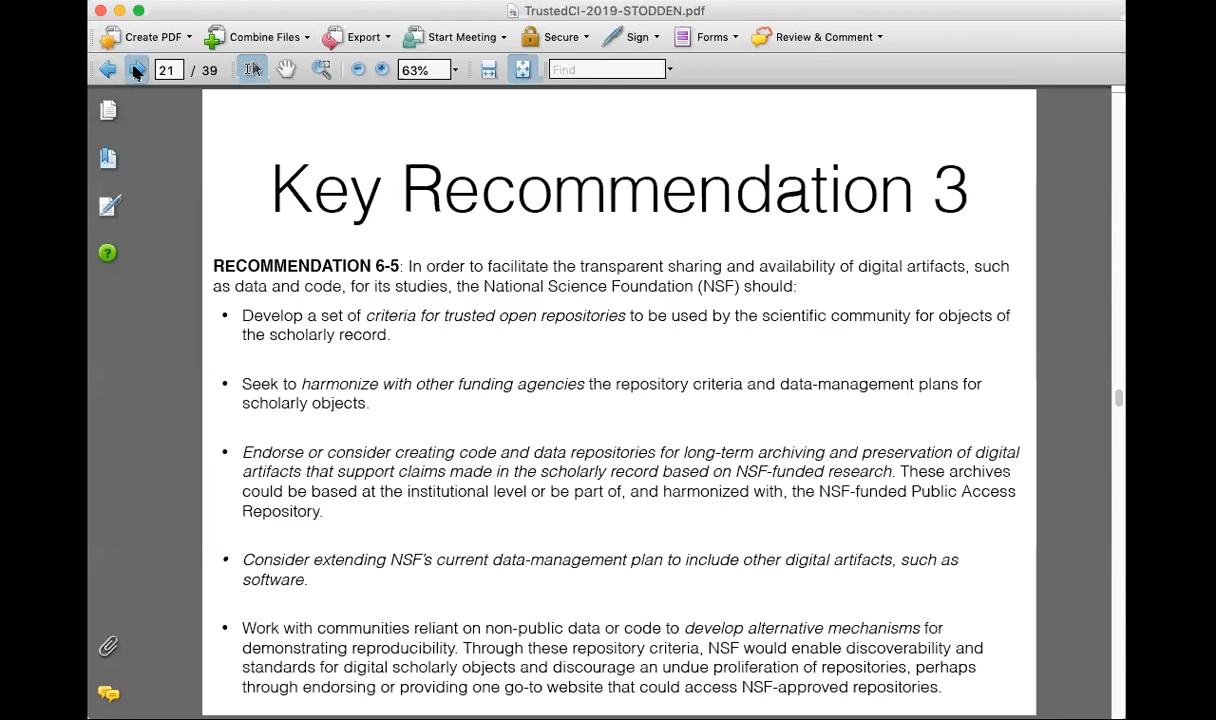 TrustedCI-2019-STODDEN.pdf
Create PDF Combine Files Export Start Meeting Secure Sign Forms Review & Comment
21 / 39 63% Find
Key Recommendation 3
RECOMMENDATION 6-5: In order to facilitate the transparent sharing and availability of digital artifacts, such
as data and code, for its studies, the National Science Foundation (NSF) should:
• Develop a set of criteria for trusted open repositories to be used by the scientific community for objects of
the scholarly record.
• Seek to harmonize with other funding agencies the repository criteria and data-management plans for
scholarly objects.
• Endorse or consider creating code and data repositories for long-term archiving and preservation of digital
artifacts that support claims made in the scholarly record based on NSF-funded research. These archives
could be based at the institutional level or be part of, and harmonized with, the NSF-funded Public Access
Repository.
• Consider extending NSF’s current data-management plan to include other digital artifacts, such as
software.
• Work with communities reliant on non-public data or code to develop alternative mechanisms for
demonstrating reproducibility. Through these repository criteria, NSF would enable discoverability and
standards for digital scholarly objects and discourage an undue proliferation of repositories, perhaps
through endorsing or providing one go-to website that could access NSF-approved repositories.